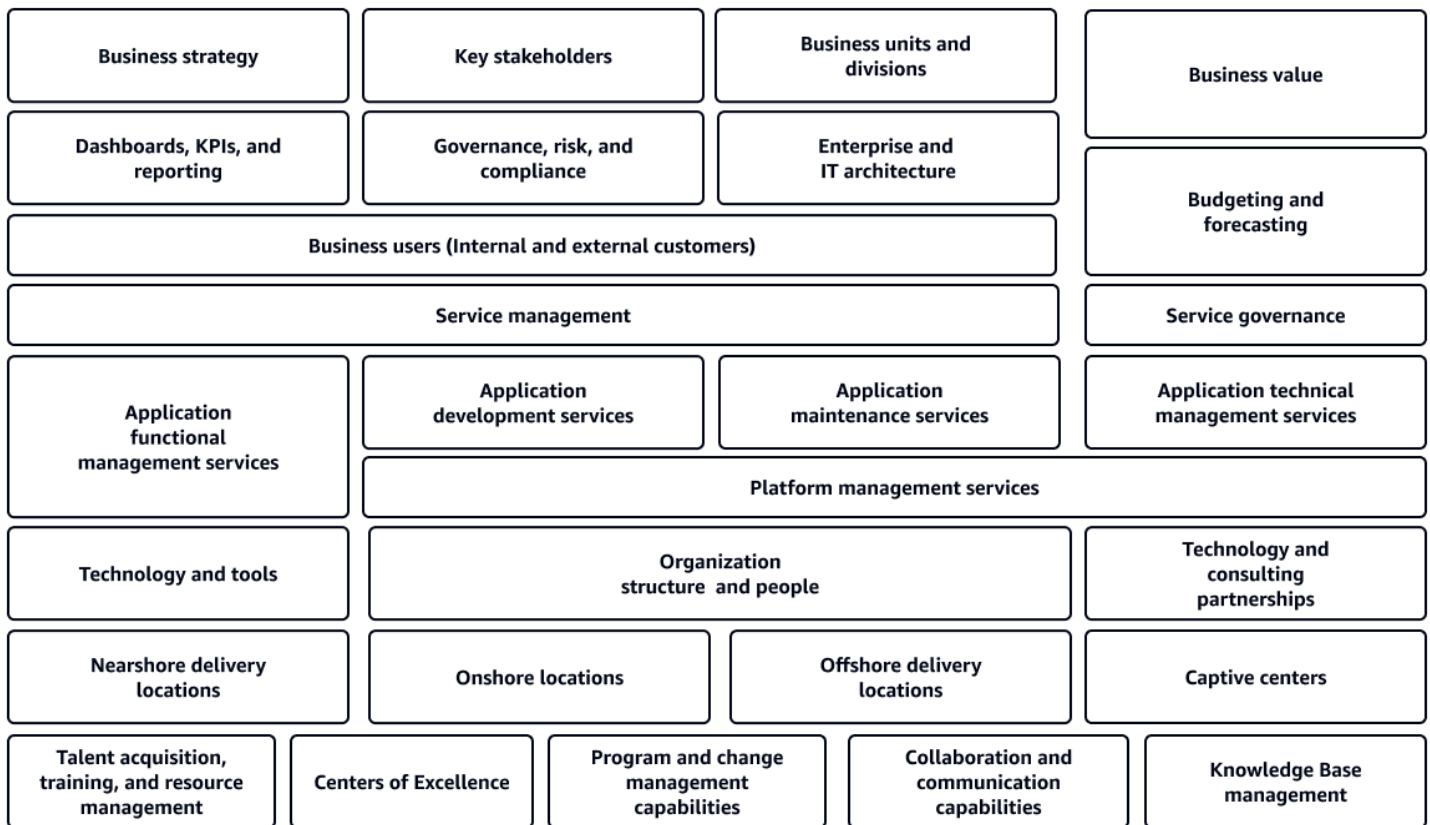 Business strategy
Key stakeholders
Business units and
divisions
Business value
Dashboards, KPIs, and
reporting
Governance, risk, and
compliance
Enterprise and
IT architecture
Budgeting and
forecasting
Business users (Internal and external customers)
Service management
Service governance
Application
functional
management services
Application
development services
Application
maintenance services
Application technical
management services
Platform management services
Technology and tools
Organization
structure  and people
Technology and
consulting
partnerships
Nearshore delivery
locations
Onshore locations
Offshore delivery
locations
Captive centers
Talent acquisition,
training, and resource
management
Centers of Excellence
Program and change
management
capabilities
Collaboration and
communication
capabilities
Knowledge Base
management